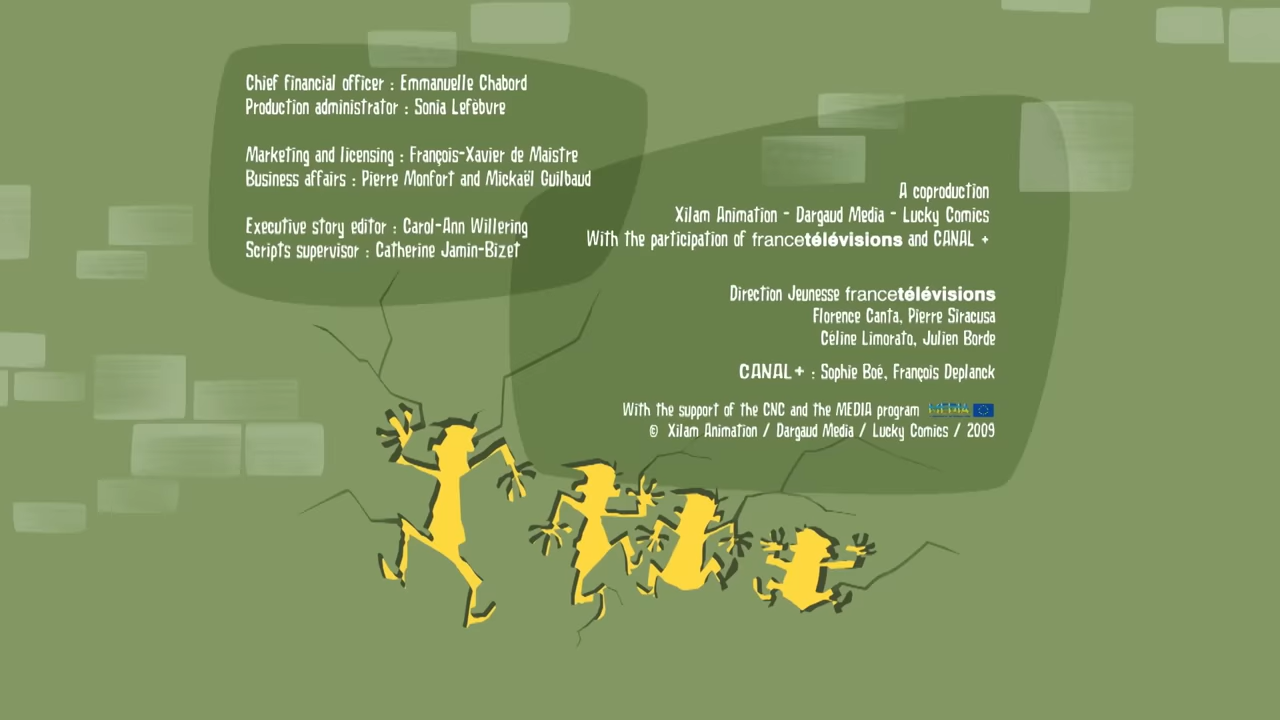 Chief financial officer : Emmanuelle Chabord
Production administrator : Sonia Lefèbvre
Marketing and licensing : François-Xavier de Maistre
Business affairs : Pierre Monfort and Mickaël Guilbaud
Executive story editor : Carol-Ann Willering
Scripts supervisor : Catherine Jamin-Bizet
A coproduction
Xilam Animation - Dargaud Media - Lucky Comics
With the participation of francetélévisions and CANAL +
Direction Jeunesse francetélévisions
Florence Canta, Pierre Siracusa
Céline Limorato, Julien Borde
CANAL+ : Sophie Boé, François Deplanck
With the support of the CNC and the MEDIA program MEDIA
© Xilam Animation / Dargaud Media / Lucky Comics / 2009